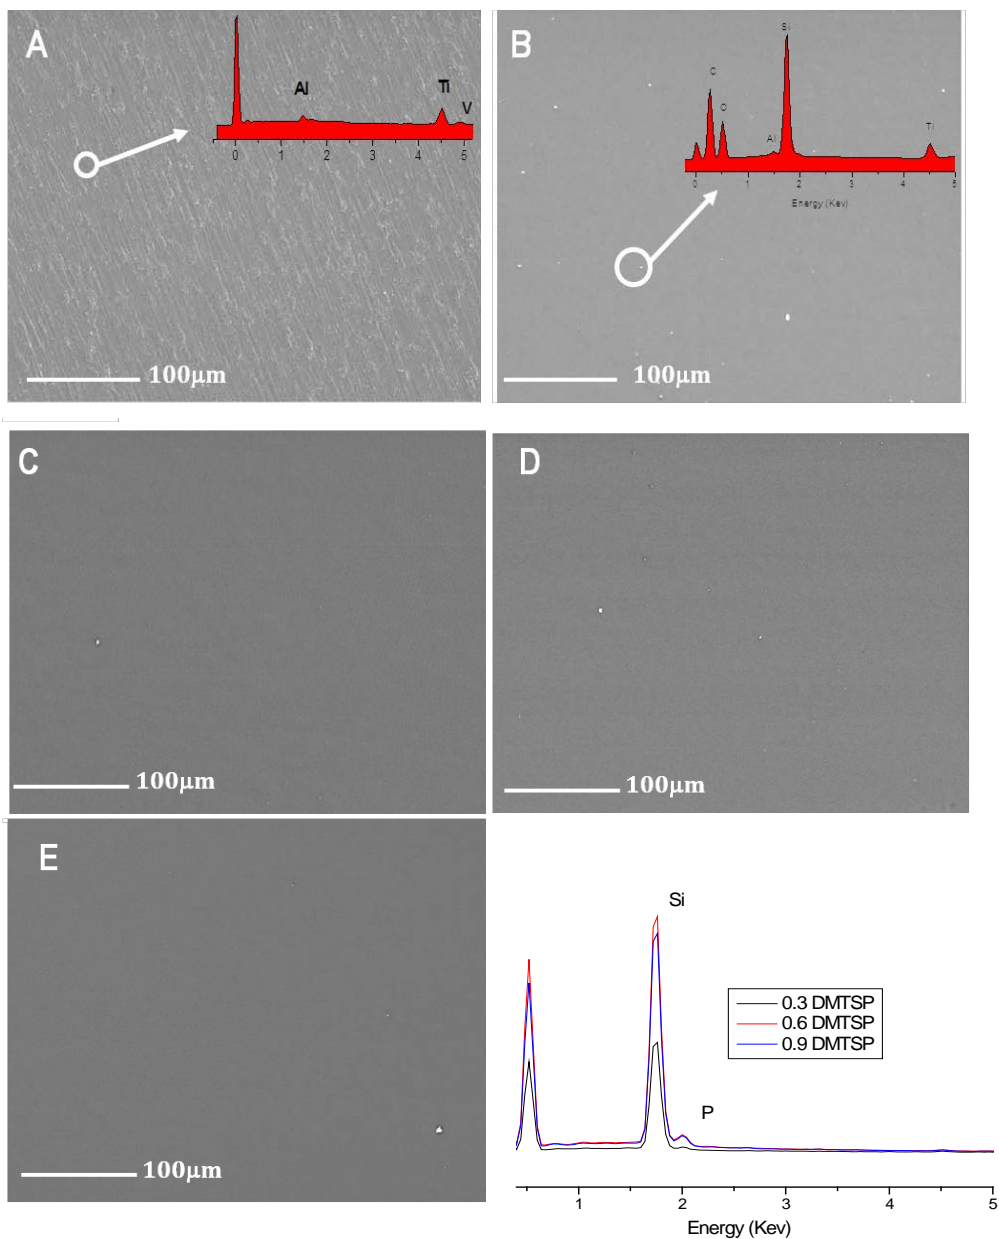 A
Al
Ti
V
0 1 2 3 4 5
100μm
B
Si
C
O
Al
Ti
0 1 2 3 4 5
Energy (Kev)
100μm
C
100μm
D
100μm
E
100μm
Si
0.3 DMTSP
0.6 DMTSP
0.9 DMTSP
P
1 2 3 4 5
Energy (Kev)